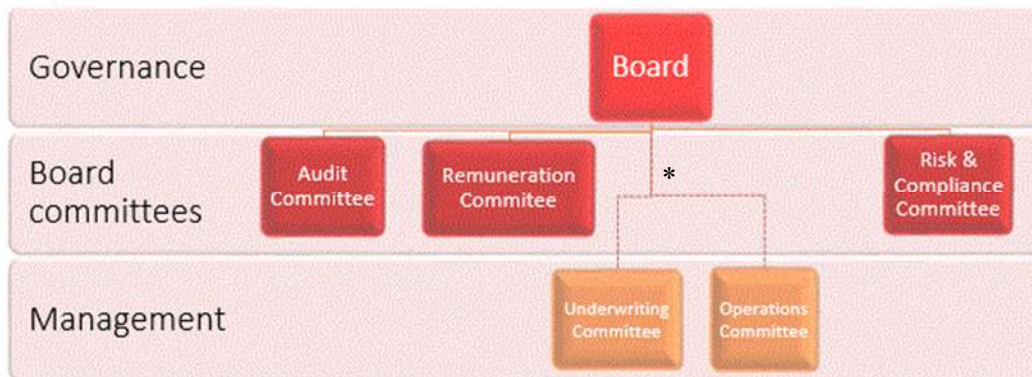 Governance
Board
Board
committees
Audit
Committee
Remuneration
Commitee
*
Risk &
Compliance
Committee
Management
Underwriting
Committee
Operations
Committee